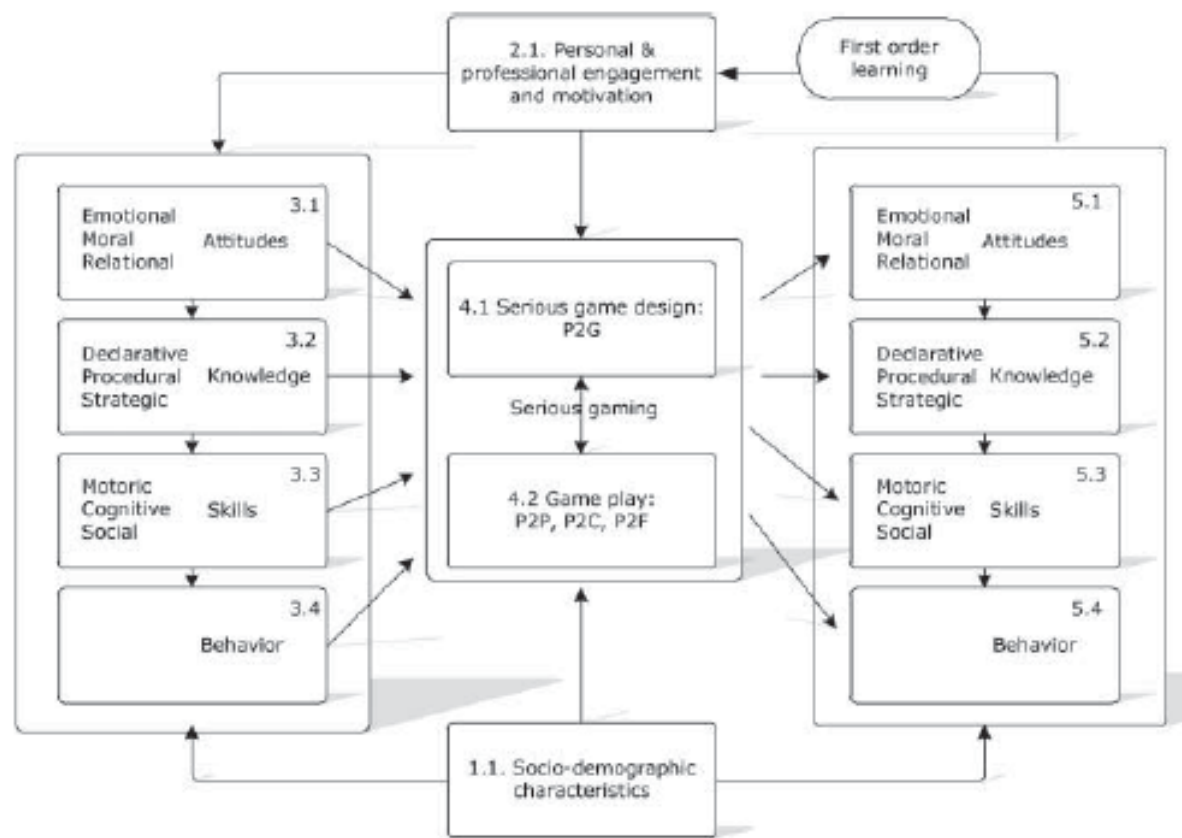 2.1. Personal &
professional engagement
and motivation
First order
learning
3.1
Emotional
Moral
Relational
Attitudes
3.2
Declarative
Procedural
Strategic
Knowledge
3.3
Motoric
Cognitive
Social
Skills
3.4
Behavior
4.1 Serious game design:
P2G
Serious gaming
4.2 Game play:
P2P, P2C, P2F
5.1
Emotional
Moral
Relational
Attitudes
5.2
Declarative
Procedural
Strategic
Knowledge
5.3
Motoric
Cognitive
Social
Skills
5.4
Behavior
1.1. Socio-demographic
characteristics